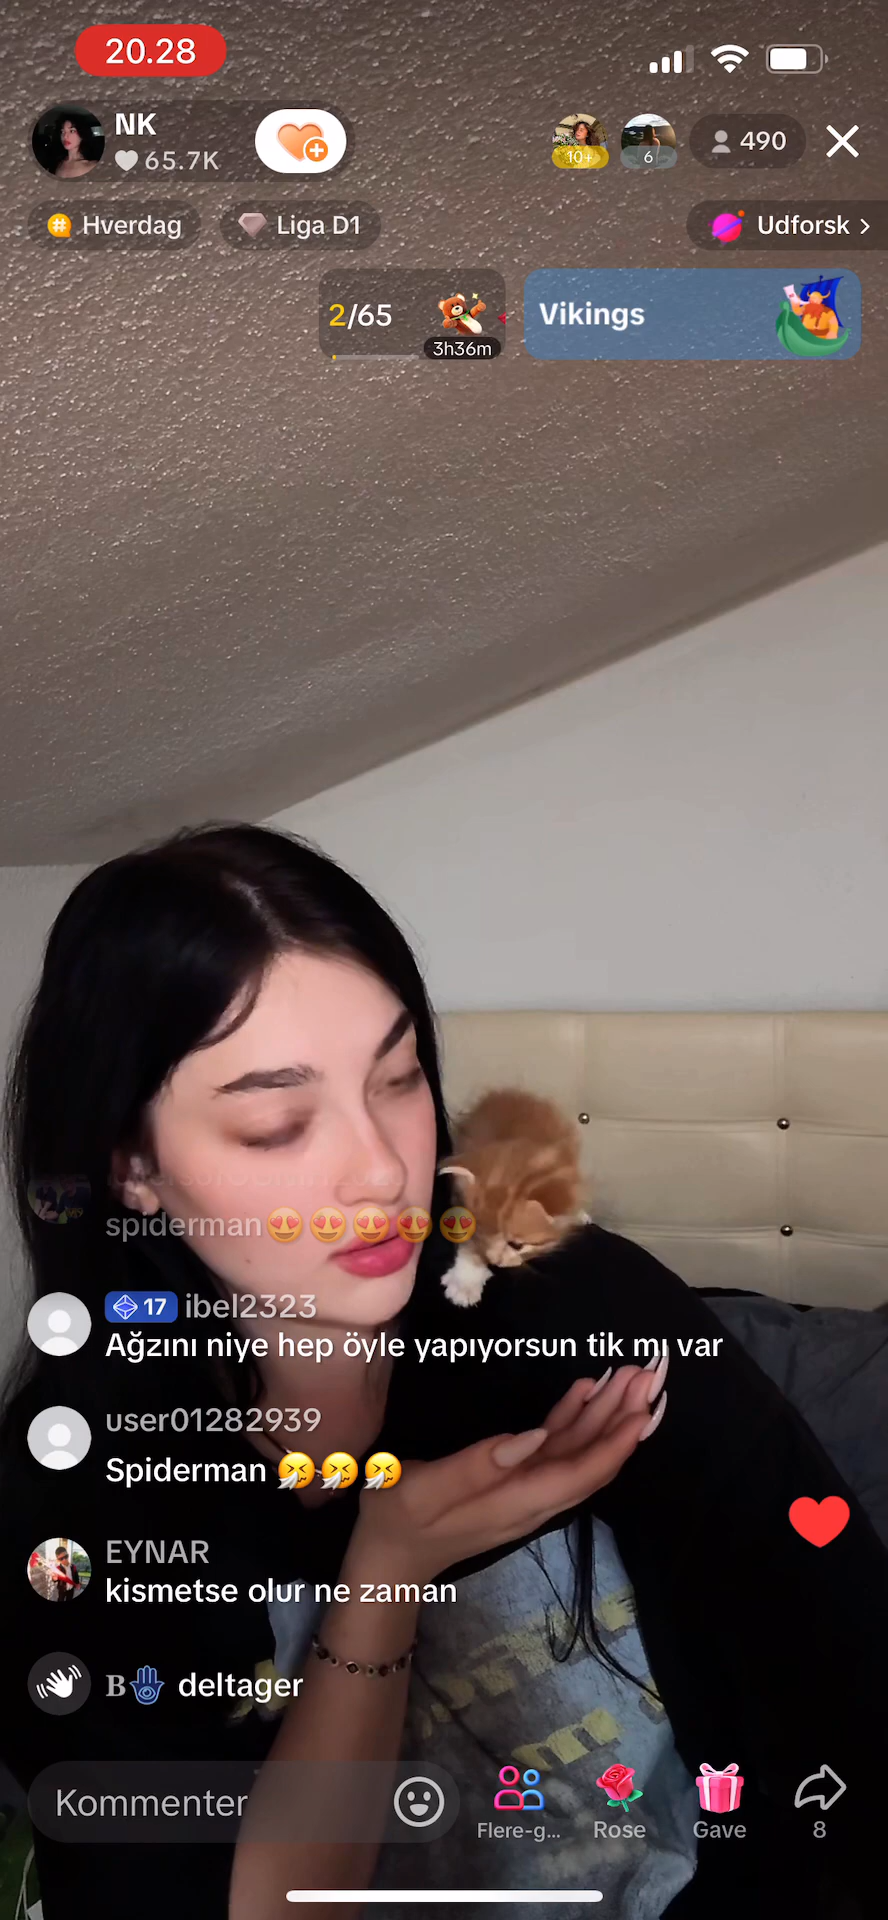 20.28
NK
65.7K
10+
6
490
Hverdag
Liga D1
Udforsk >
2/65
3h36m
Vikings
spiderman😍😍😍😍😍
17 ibel2323
Ağzını niye hep öyle yapıyorsun tik mı var
user01282939
Spiderman 🤧🤧🤧
EYNAR
kismetse olur ne zaman
B🪬 deltager
Kommenter
Flere-g...
Rose
Gave
8